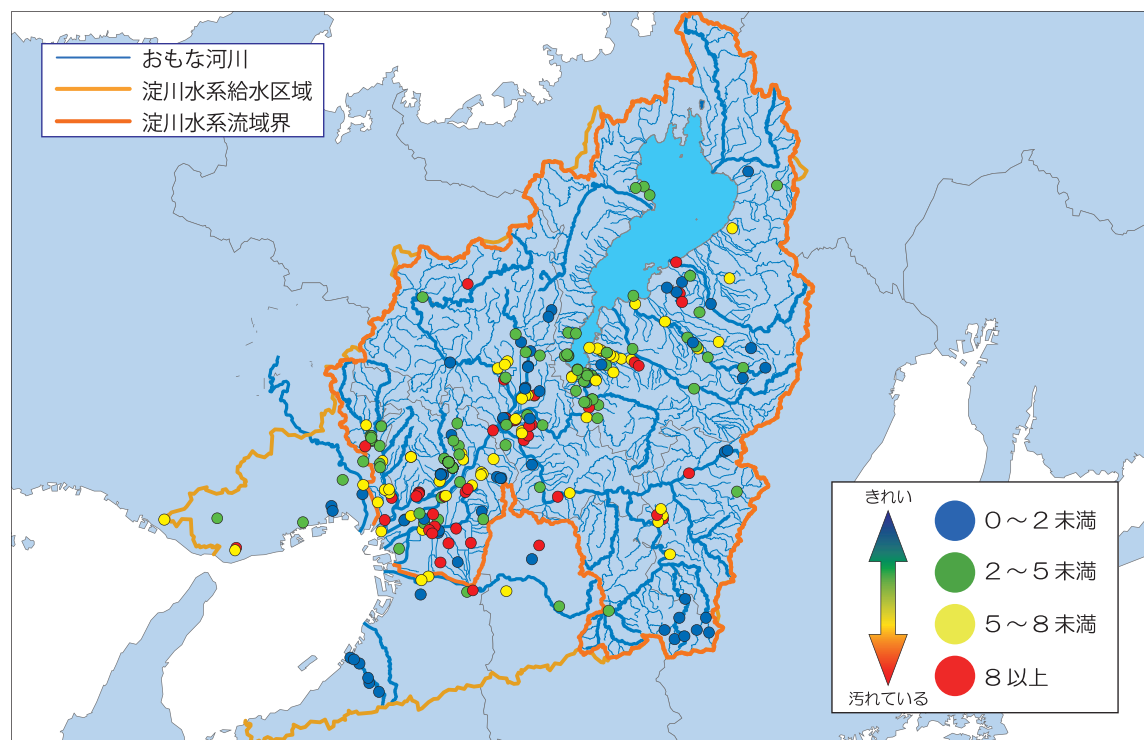 おもな河川
淀川水系給水区域
淀川水系流域界
きれい
汚れている
0～2未満
2～5未満
5～8未満
8以上